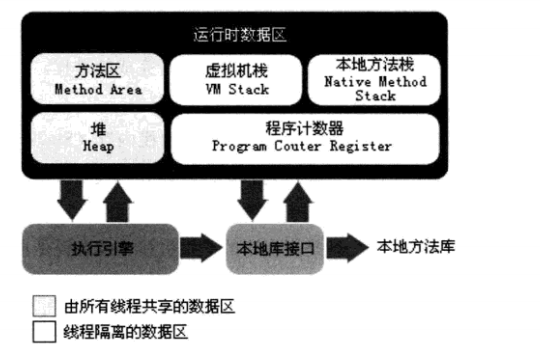 运行时数据区
方法区
Method Area
虚拟机栈
VM Stack
本地方法栈
Native Method
Stack
堆
Heap
程序计数器
Program Couter Register
执行引擎
本地库接口
本地方法库
由所有线程共享的数据区
线程隔离的数据区